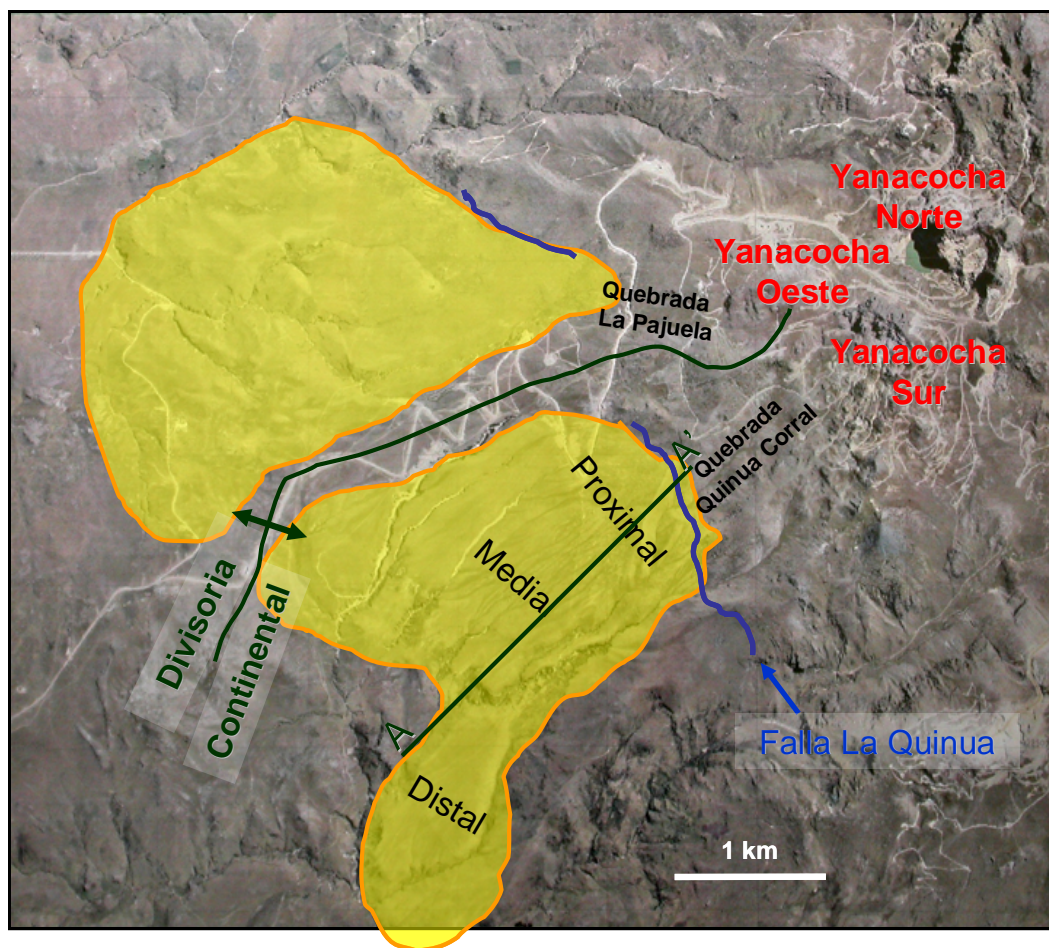 Yanacocha
Norte
Yanacocha
Oeste
Quebrada
La Pajuela
Yanacocha
Sur
Quebrada
Quinua Corral
A'
Proximal
Media
Divisoria
Continental
A
Falla La Quinua
Distal
1 km